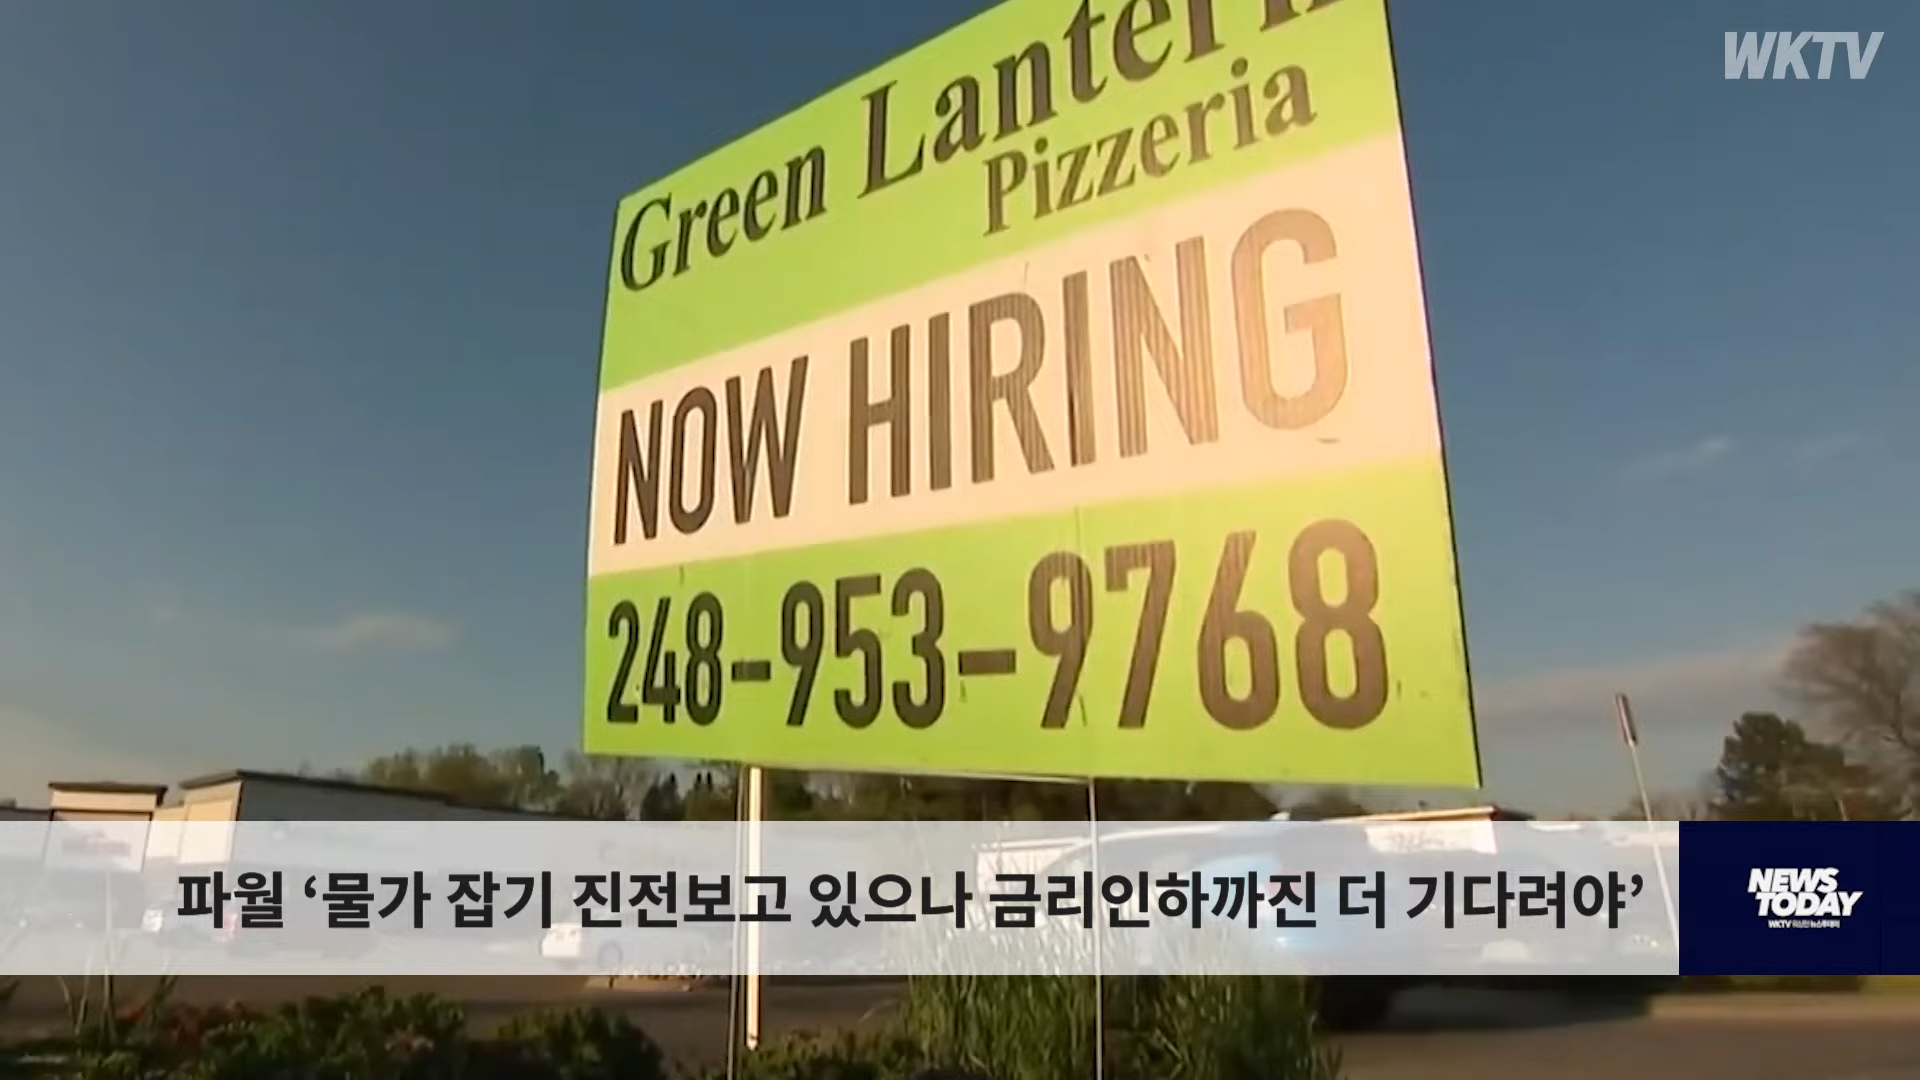 WKTV
Green Lantern
Pizzeria
NOW HIRING
248-953-9768
파월 ‘물가 잡기 진전보고 있으나 금리인하까진 더 기다려야’
NEWS
TODAY